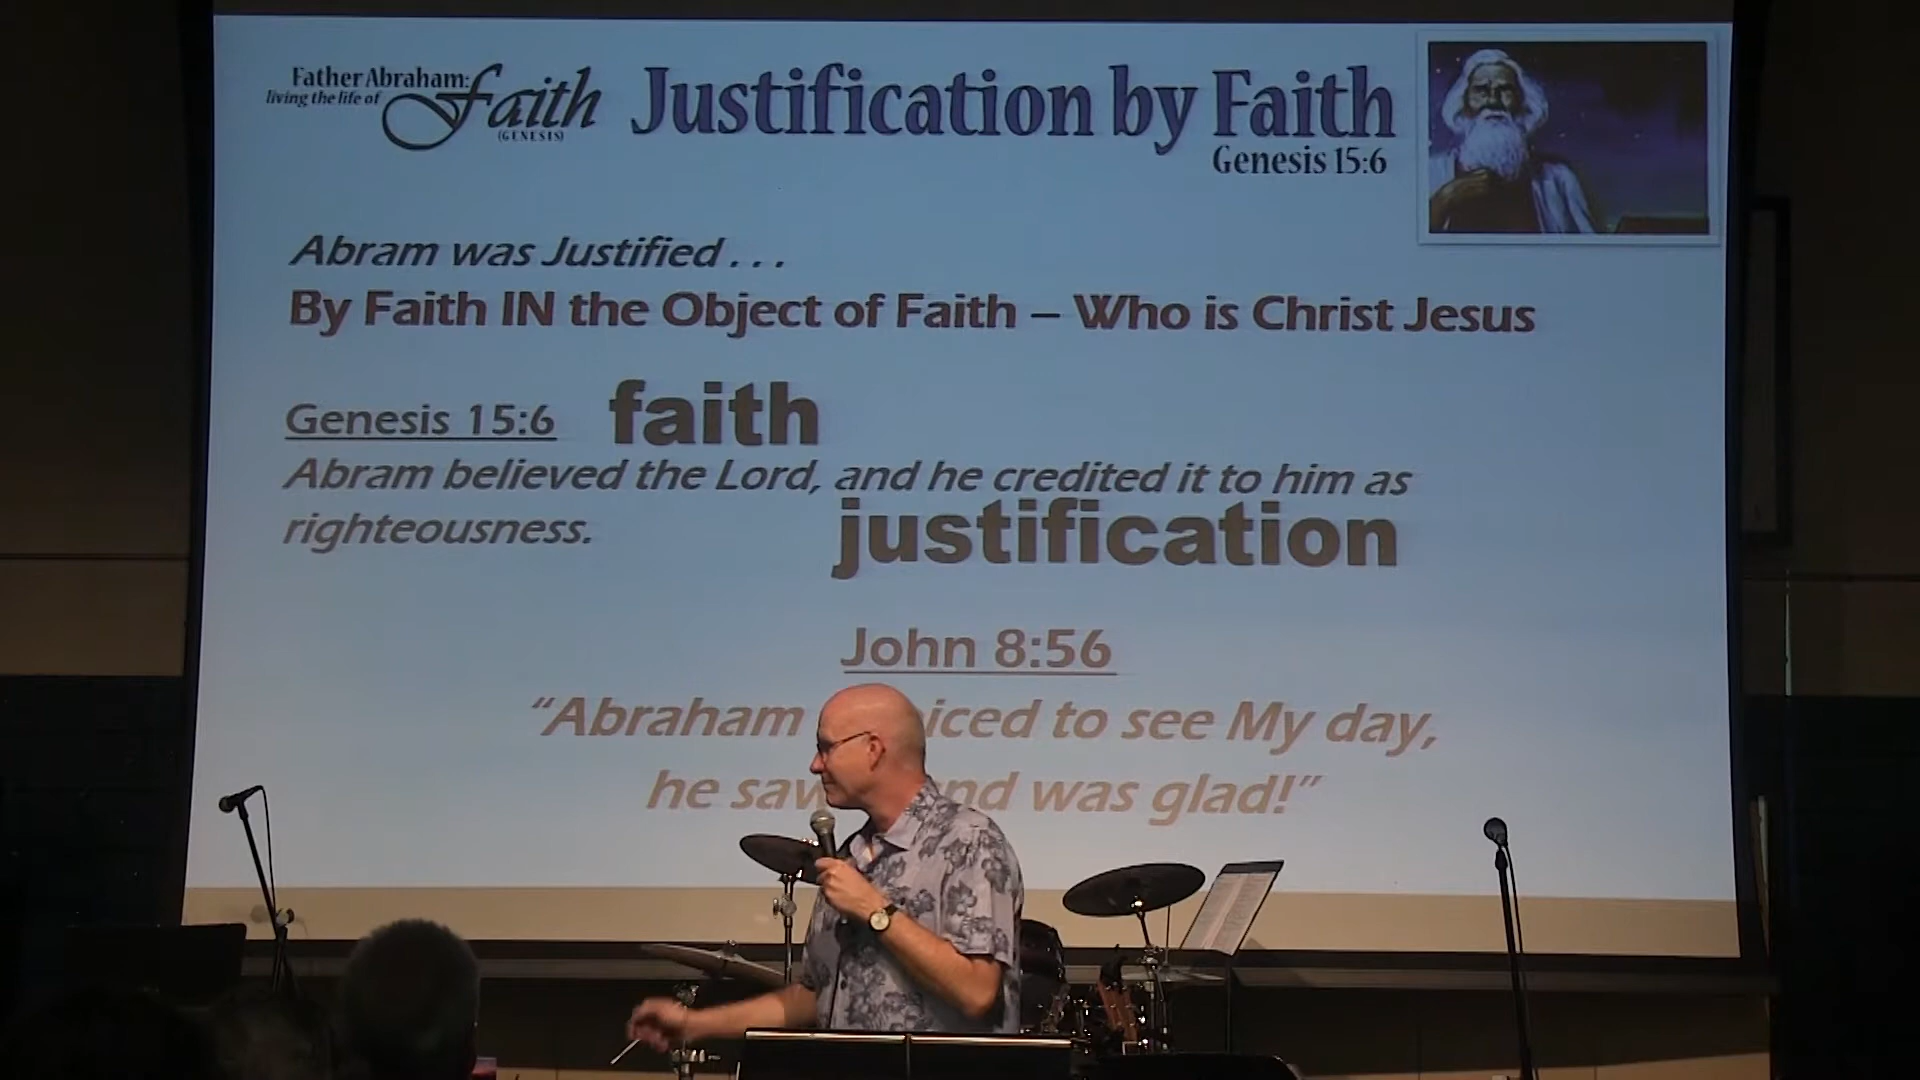 Father Abraham:
living the life of
Faith
(GENESIS)
Justification by Faith
Genesis 15:6
Abram was Justified . . .
By Faith IN the Object of Faith – Who is Christ Jesus
Genesis 15:6 faith
Abram believed the Lord, and he credited it to him as
righteousness.
justification
John 8:56
“Abraham iced to see My day,
he saw nd was glad!”